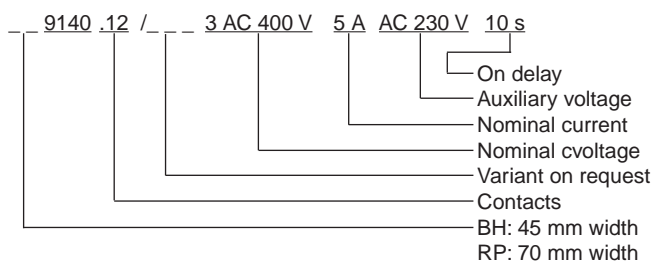 _ _ 9140 .12 /_ _ _ 3 AC 400 V 5 A AC 230 V 10 s
On delay
Auxiliary voltage
Nominal current
Nominal cvoltage
Variant on request
Contacts
BH: 45 mm width
RP: 70 mm width